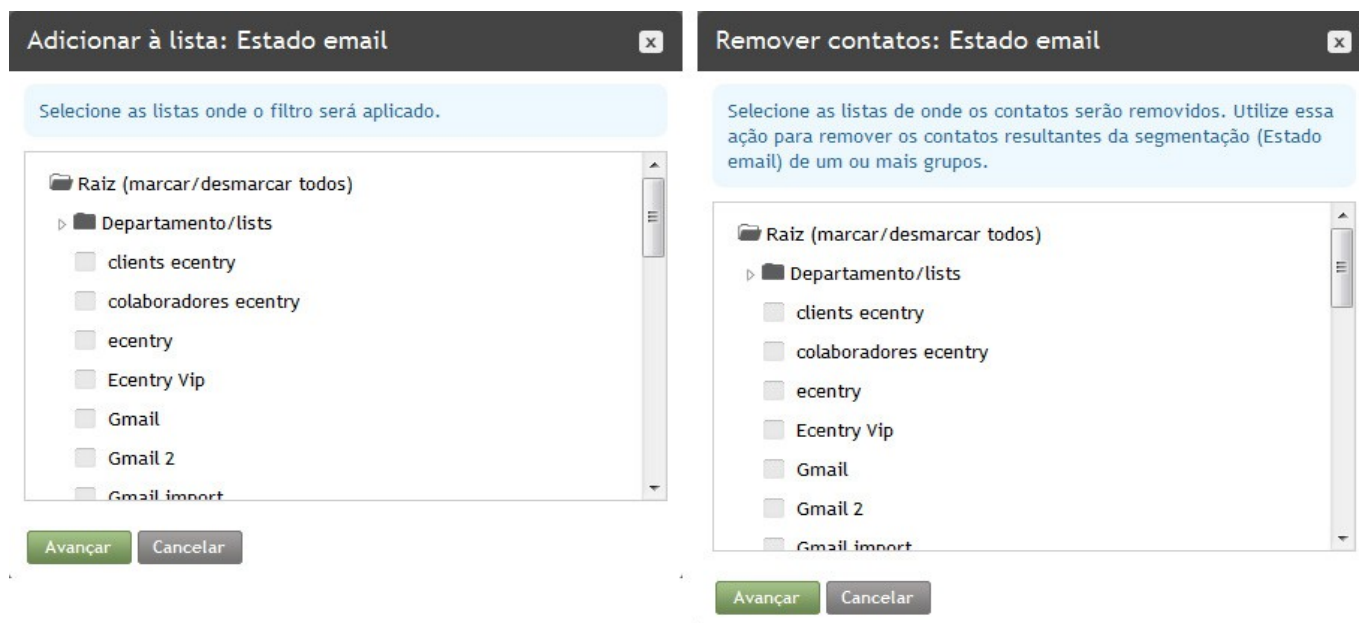 Adicionar à lista: Estado email
x
Selecione as listas onde o filtro será aplicado.
Raiz (marcar/desmarcar todos)
Departamento/lists
clients ecentry
colaboradores ecentry
ecentry
Ecentry Vip
Gmail
Gmail 2
Gmail import
Avançar
Cancelar
Remover contatos: Estado email
x
Selecione as listas de onde os contatos serão removidos. Utilize essa
ação para remover os contatos resultantes da segmentação (Estado
email) de um ou mais grupos.
Raiz (marcar/desmarcar todos)
Departamento/lists
clients ecentry
colaboradores ecentry
ecentry
Ecentry Vip
Gmail
Gmail 2
Gmail import
Avançar
Cancelar